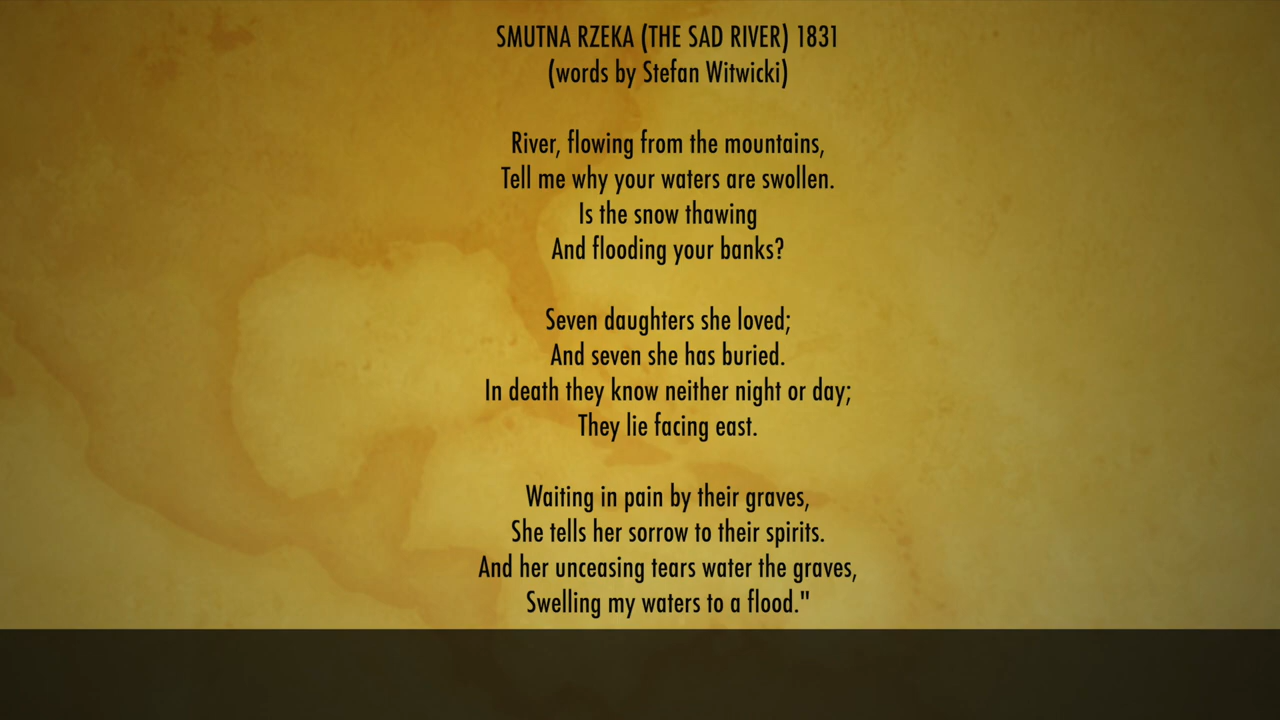 SMUTNA RZEKA (THE SAD RIVER) 1831
(words by Stefan Witwicki)
River, flowing from the mountains,
Tell me why your waters are swollen.
Is the snow thawing
And flooding your banks?
Seven daughters she loved;
And seven she has buried.
In death they know neither night or day;
They lie facing east.
Waiting in pain by their graves,
She tells her sorrow to their spirits.
And her unceasing tears water the graves,
Swelling my waters to a flood."